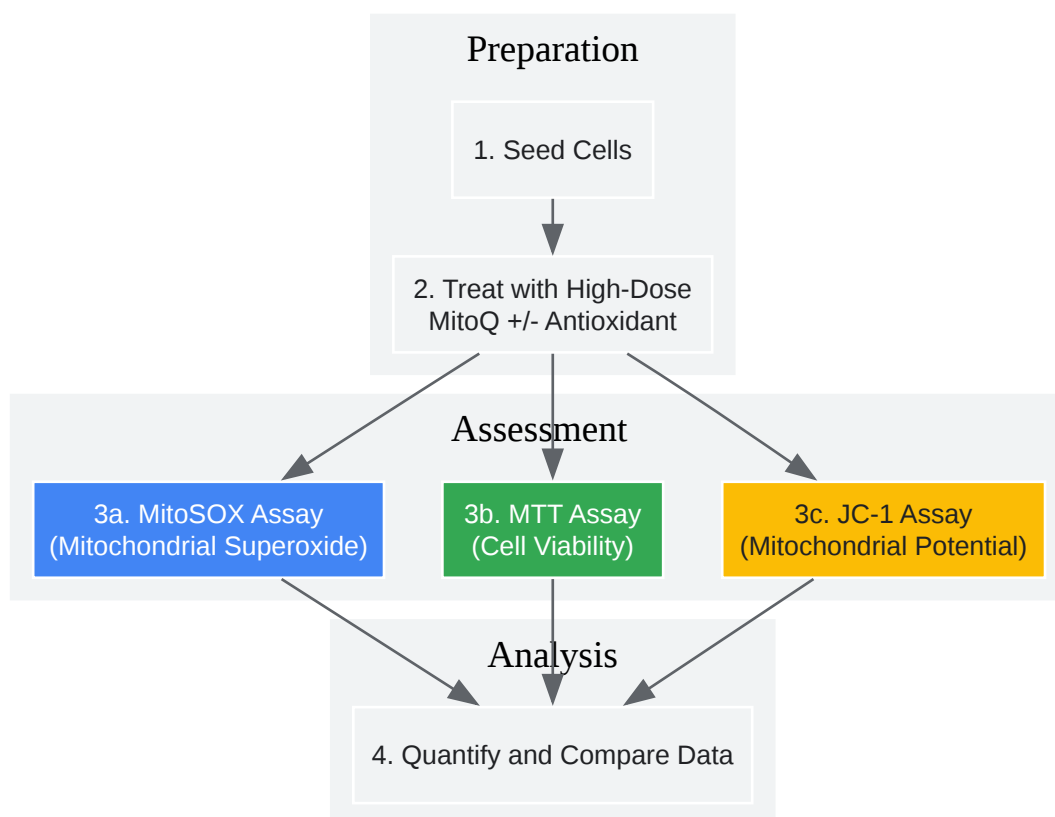 Preparation
1. Seed Cells
2. Treat with High-Dose
MitoQ +/- Antioxidant
Assessment
3a. MitoSOX Assay
(Mitochondrial Superoxide)
3b. MTT Assay
(Cell Viability)
3c. JC-1 Assay
(Mitochondrial Potential)
Analysis
4. Quantify and Compare Data